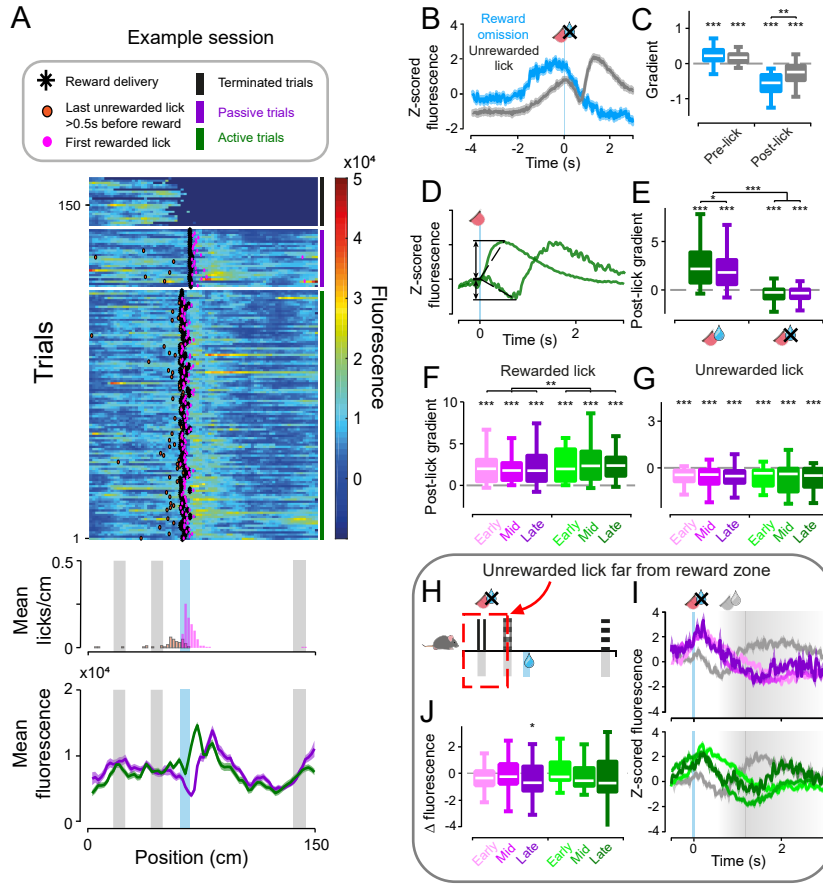 A
Example session
Reward delivery
Last unrewarded lick
>0.5s before reward
First rewarded lick
Terminated trials
Passive trials
Active trials
x10⁴
5
4
3
2
1
0
Fluorescence
150
Trials
1
0.5
Mean
licks/cm
0
x10⁴
2
Mean
fluorescence
1
0
0
150
Position (cm)
B
Reward
omission
Unrewarded
lick
Z-scored
fluorescence
4
2
0
-2
-4
-2
0
2
3
Time (s)
C
**
*** *** *** ***
Gradient
1
0
-1
Pre-lick
Post-lick
D
Z-scored
fluorescence
0
2
Time (s)
E
***
*
*** *** *** ***
Post-lick gradient
5
0
F
Rewarded lick
**
*** *** *** *** *** ***
Post-lick gradient
10
5
2
0
Early
Mid
Late
Early
Mid
Late
G
Unrewarded lick
*** *** *** *** *** ***
3
0
Early
Mid
Late
Early
Mid
Late
Unrewarded lick far from reward zone
H
I
4
2
0
-2
-4
4
2
0
-2
-4
Z-scored fluorescence
0
2
Time (s)
J
*
Δ fluorescence
2
0
-2
-4
Early
Mid
Late
Early
Mid
Late